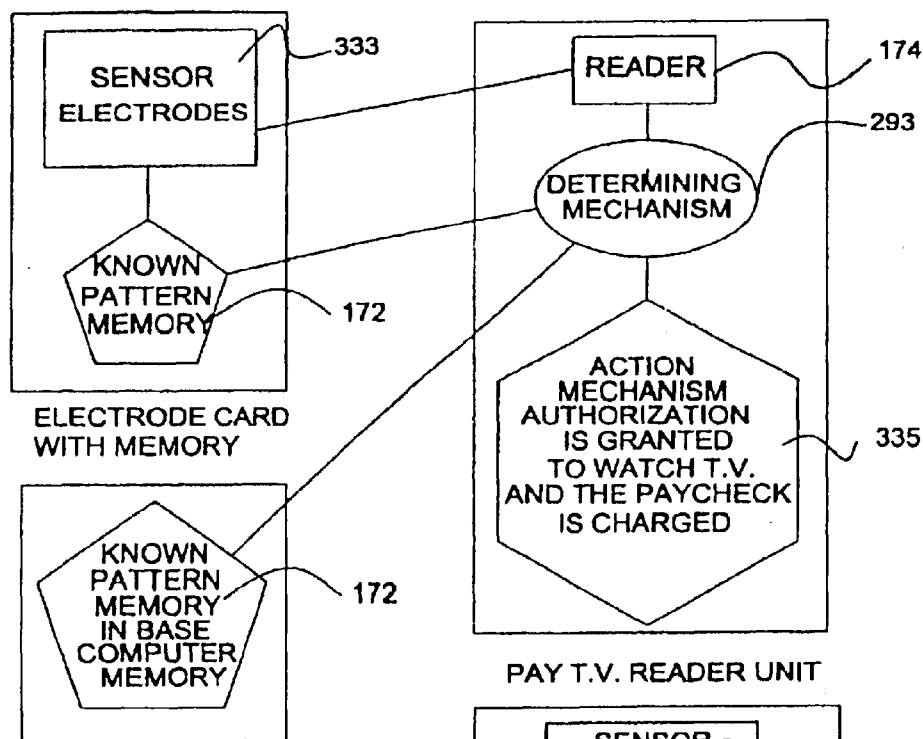 SENSOR
ELECTRODES
333
KNOWN
PATTERN
MEMORY
172
ELECTRODE CARD
WITH MEMORY
KNOWN
PATTERN
MEMORY
IN BASE
COMPUTER
MEMORY
172
READER
174
293
DETERMINING
MECHANISM
ACTION
MECHANISM
AUTHORIZATION
IS GRANTED
TO WATCH T.V.
AND THE PAYCHECK
IS CHARGED
335
PAY T.V. READER UNIT
SENSOR